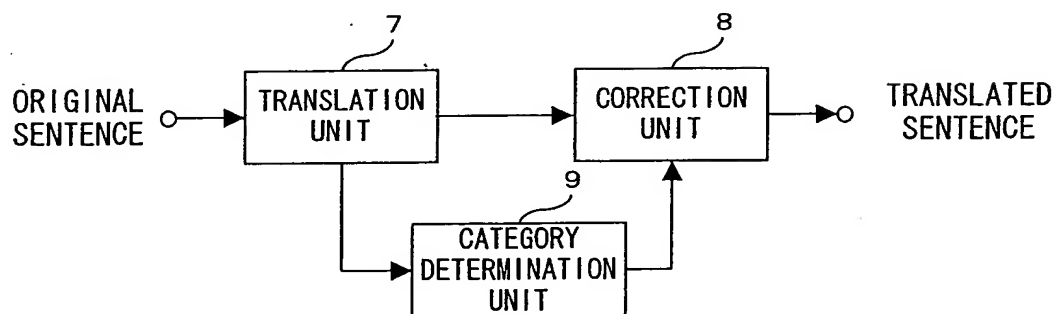 7
8
ORIGINAL
SENTENCE
TRANSLATION
UNIT
CORRECTION
UNIT
TRANSLATED
SENTENCE
9
CATEGORY
DETERMINATION
UNIT